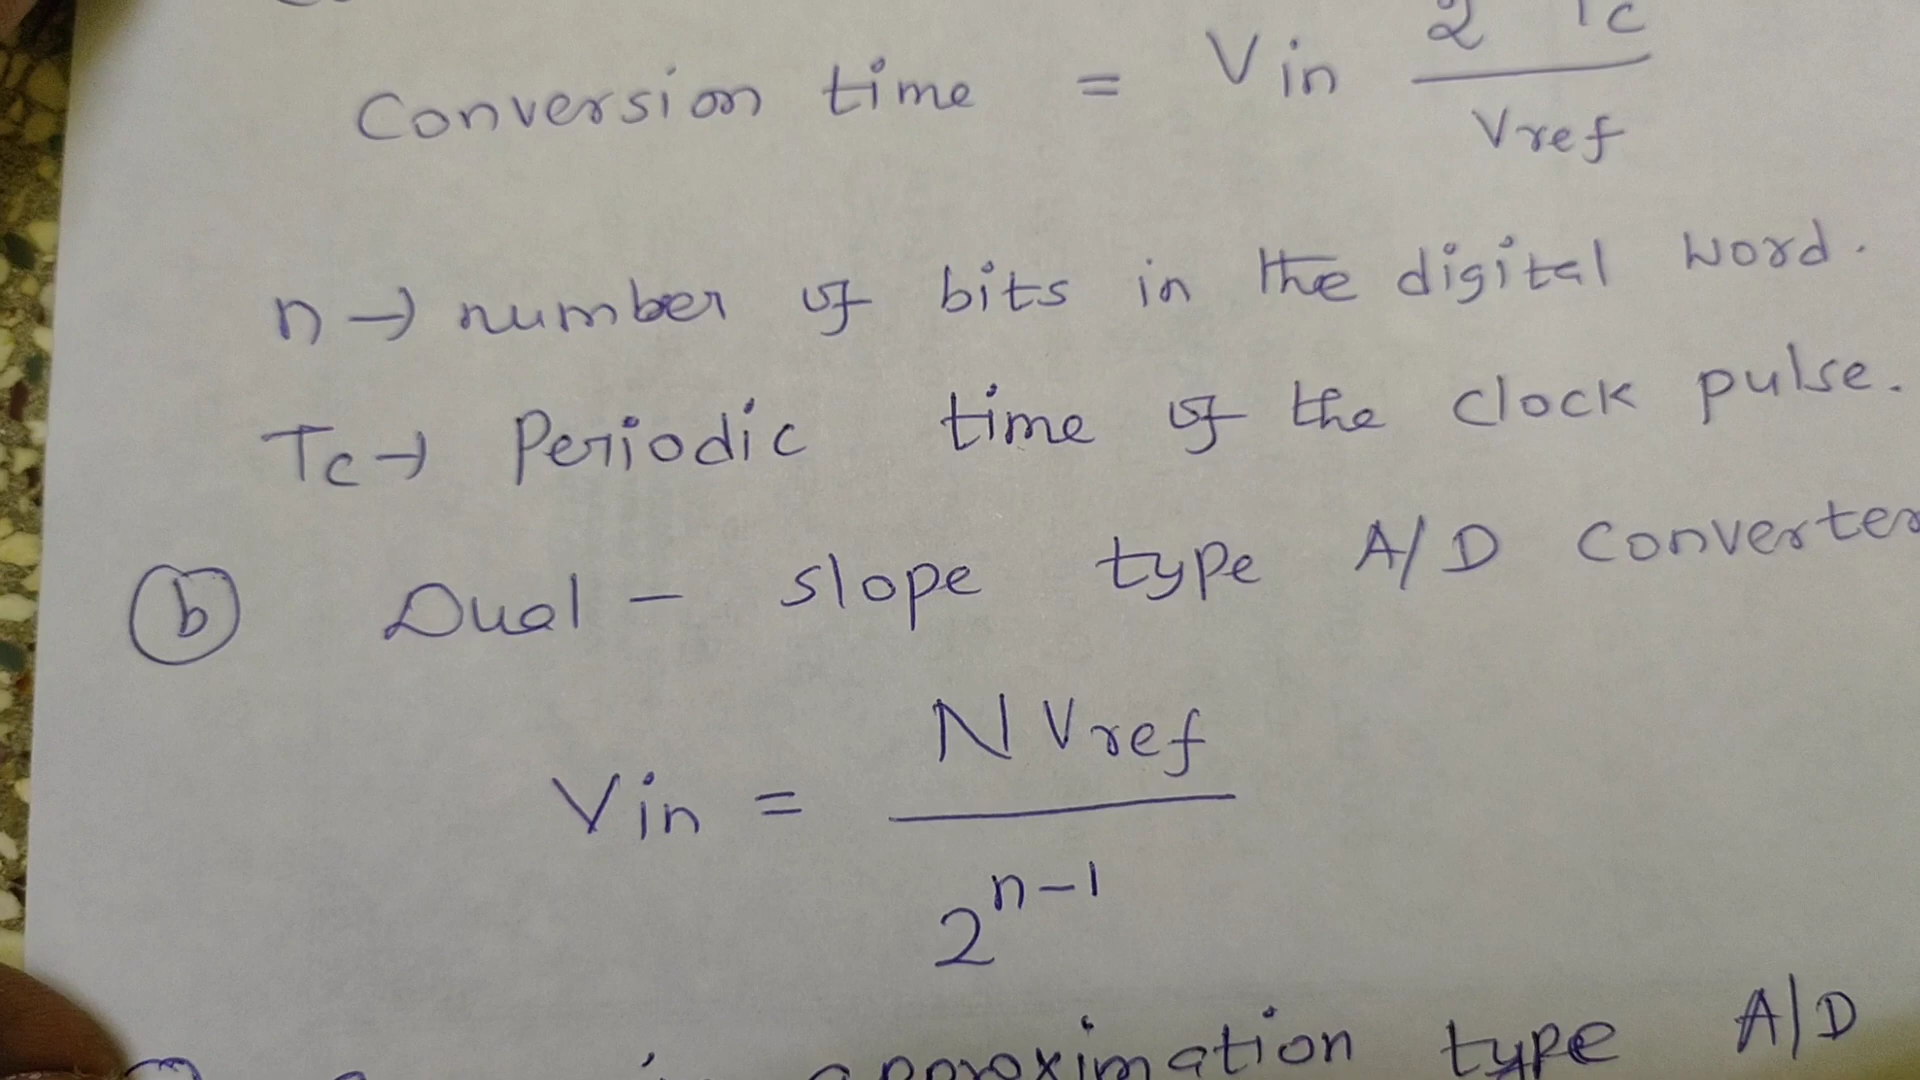 Conversion time = Vin 2 Tc / Vref
n → number of bits in the digital word.
Tc → Periodic time of the clock pulse.
(b) Dual - slope type A/D Converter
Vin = N Vref / 2^n-1
approximation type A/D